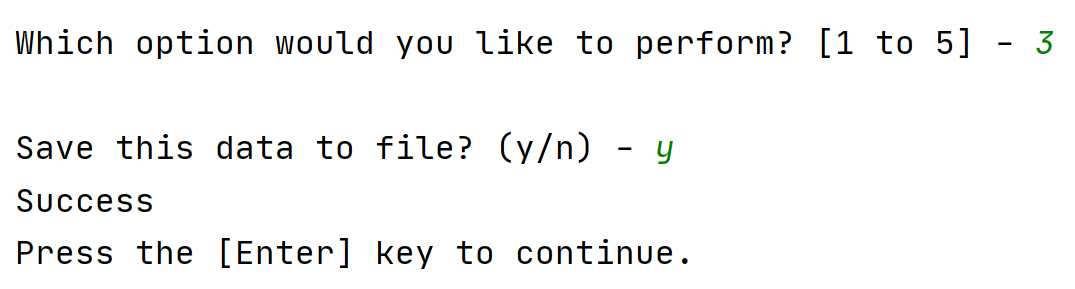 Which option would you like to perform? [1 to 5] - 3
Save this data to file? (y/n) - y
Success
Press the [Enter] key to continue.